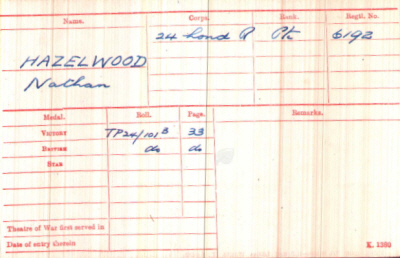 Name. Corps. Rank. Regtl. No.
24 Lond R Pte 6192
HAZELWOOD
Nathan
Medal. Roll. Page. Remarks.
VICTORY TP24/101B 33
BRITISH do do
STAR
Theatre of War first served in
Date of entry therein
K. 1380